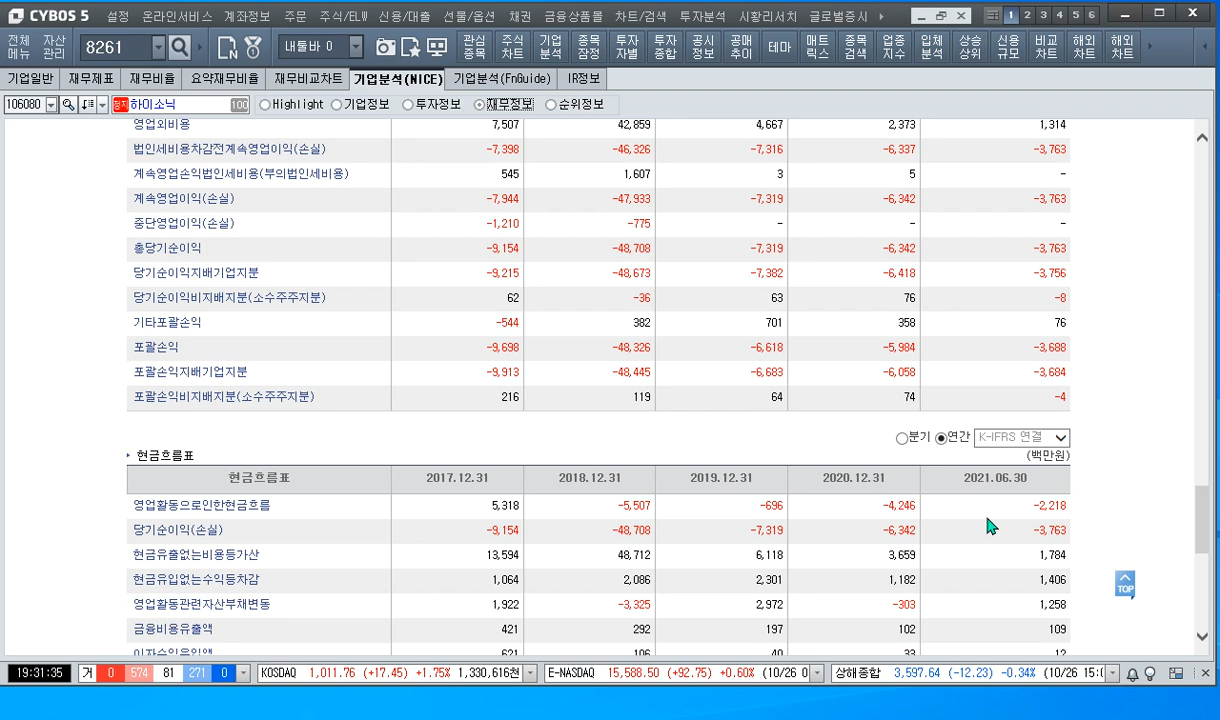 CYBOS 5 설정 온라인서비스 계좌정보 주문 주식/ELW 신용/대출 선물/옵션 채권 금융상품몰 차트/검색 투자분석 시황리서치 글로벌증시 1 2 3 4 5 6
전체 메뉴 자산 관리 8261 내툴바 0 관심 종목 주식 차트 기업 분석 종목 잠정 투자 자별 투자 종합 공시 정보 공매 추이 테마 매트 릭스 종목 검색 업종 지수 입체 분석 상승 상위 신용 규모 비교 차트 해외 차트 해외 차트
기업일반 재무제표 재무비율 요약재무비율 재무비교차트 기업분석(NICE) 기업분석(FnGuide) IR정보
106080 정지 하이소닉 100 Highlight 기업정보 투자정보 재무정보 순위정보
영업외비용 7,507 42,859 4,667 2,373 1,314
법인세비용차감전계속영업이익(손실) -7,398 -46,326 -7,316 -6,337 -3,763
계속영업손익법인세비용(부의법인세비용) 545 1,607 3 5 -
계속영업이익(손실) -7,944 -47,933 -7,319 -6,342 -3,763
중단영업이익(손실) -1,210 -775 - - -
총당기순이익 -9,154 -48,708 -7,319 -6,342 -3,763
당기순이익지배기업지분 -9,215 -48,673 -7,382 -6,418 -3,756
당기순이익비지배지분(소수주주지분) 62 -36 63 76 -8
기타포괄손익 -544 382 701 358 76
포괄손익 -9,698 -48,326 -6,618 -5,984 -3,688
포괄손익지배기업지분 -9,913 -48,445 -6,683 -6,058 -3,684
포괄손익비지배지분(소수주주지분) 216 119 64 74 -4
분기 연간 K-IFRS 연결
현금흐름표 (백만원)
현금흐름표 2017.12.31 2018.12.31 2019.12.31 2020.12.31 2021.06.30
영업활동으로인한현금흐름 5,318 -5,507 -696 -4,246 -2,218
당기순이익(손실) -9,154 -48,708 -7,319 -6,342 -3,763
현금유출없는비용등가산 13,594 48,712 6,118 3,659 1,784
현금유입없는수익등차감 1,064 2,086 2,301 1,182 1,406
영업활동관련자산부채변동 1,922 -3,325 2,972 -303 1,258
금융비용유출액 421 292 197 102 109
이자수익유입액 621 106 40 33 12
TOP
19:31:35 거 0 574 81 271 0 KOSDAQ 1,011.76 (+17.45) +1.75% 1,330,616천 E-NASDAQ 15,588.50 (+92.75) +0.60% (10/26 0 상해종합 3,597.64 (-12.23) -0.34% (10/26 15:(